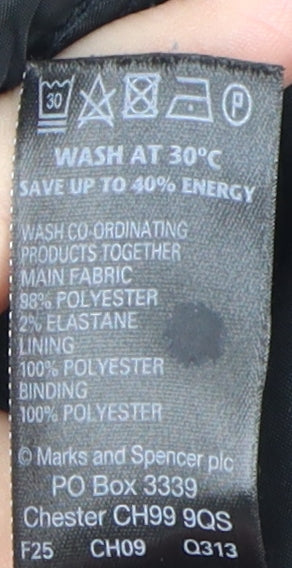 30 P
WASH AT 30°C
SAVE UP TO 40% ENERGY
WASH CO-ORDINATING
PRODUCTS TOGETHER
MAIN FABRIC
98% POLYESTER
2% ELASTANE
LINING
100% POLYESTER
BINDING
100% POLYESTER
© Marks and Spencer plc
PO Box 3339
Chester CH99 9QS
F25 CH09 Q313